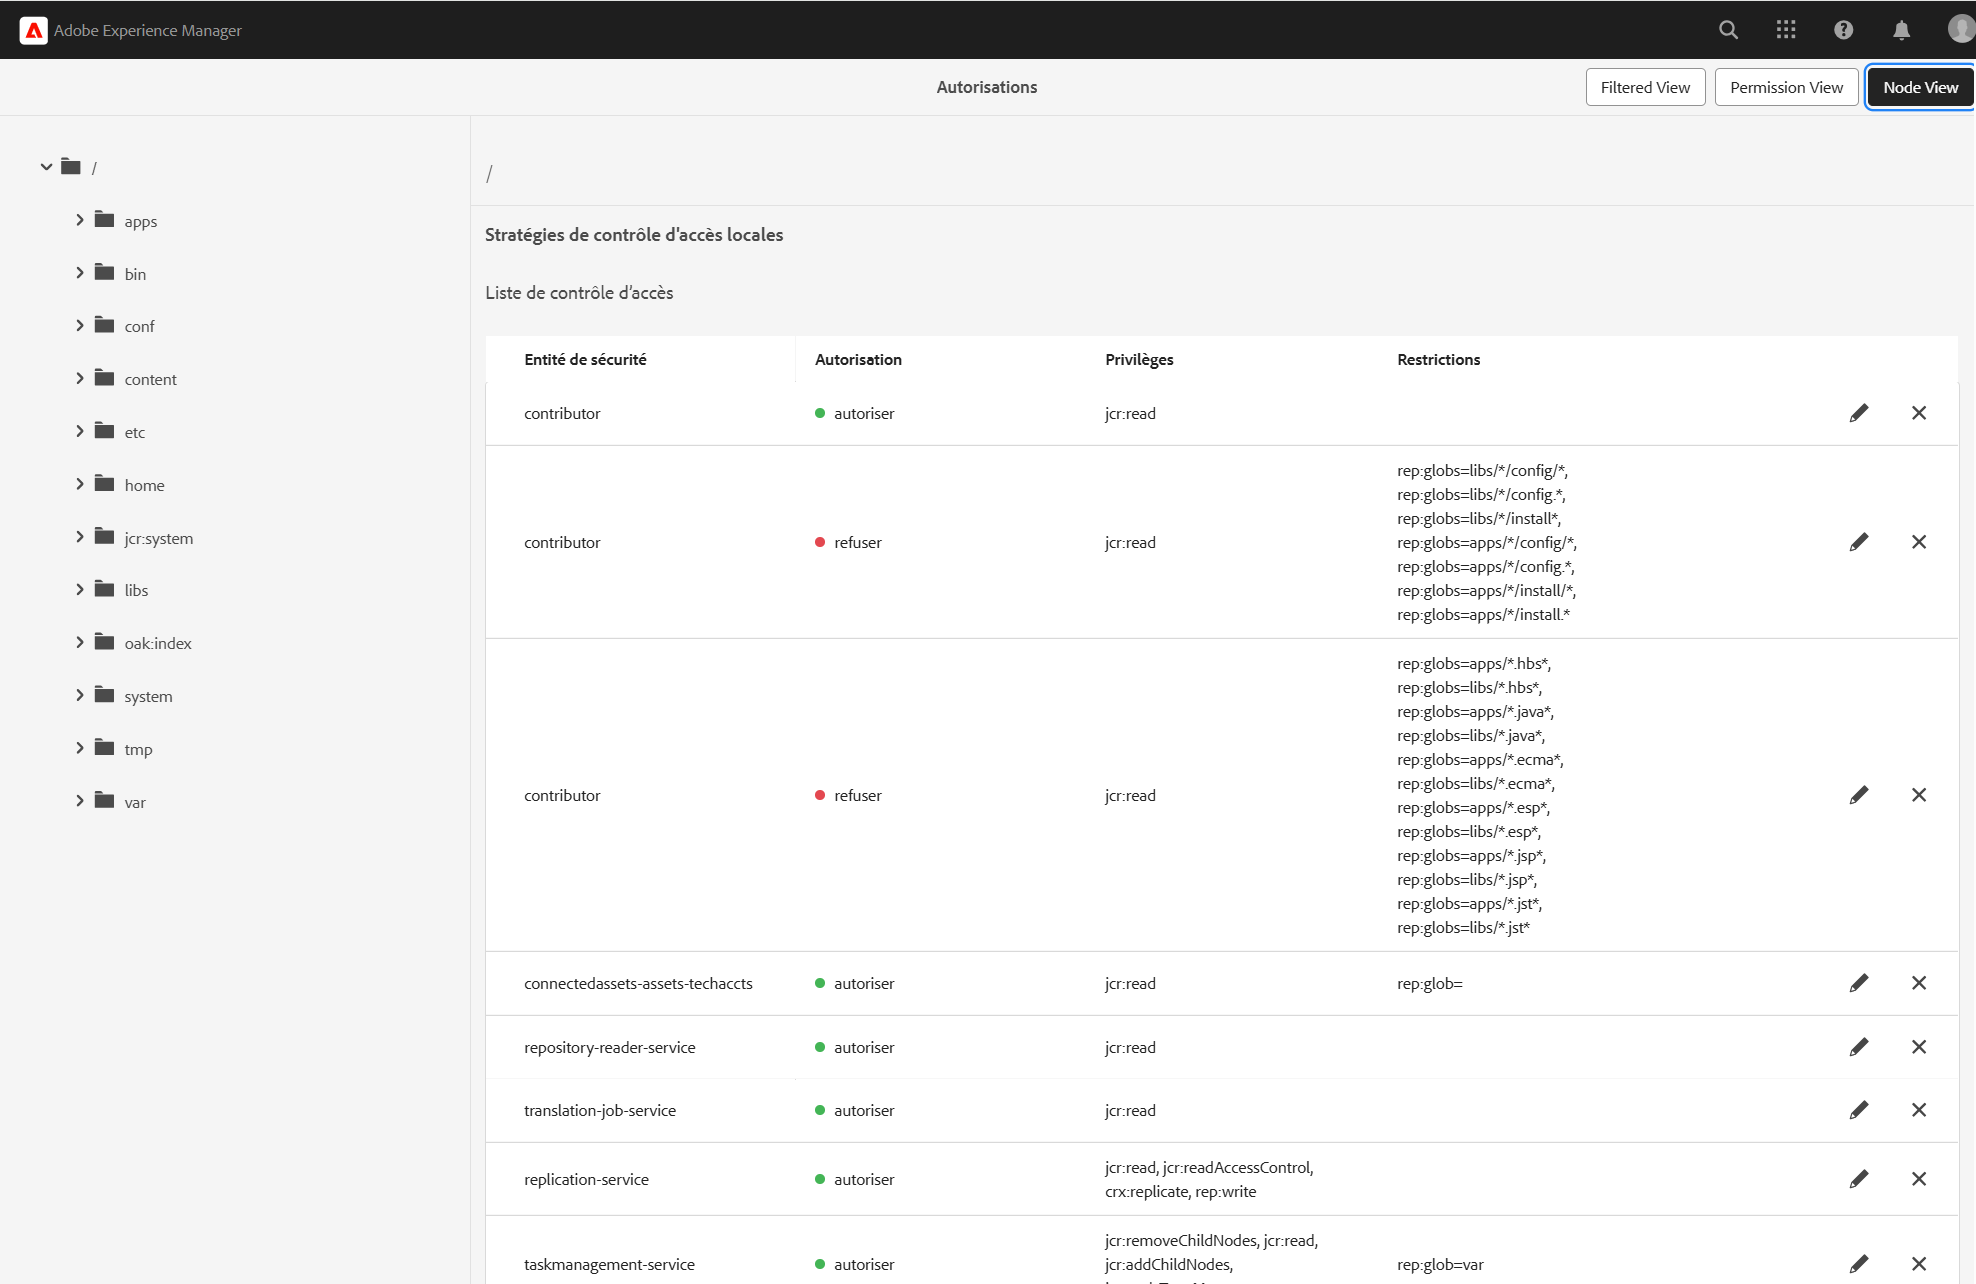 Adobe Experience Manager
Autorisations
Filtered View
Permission View
Node View
/
apps
bin
conf
content
etc
home
jcr:system
libs
oak:index
system
tmp
var
/
Stratégies de contrôle d'accès locales
Liste de contrôle d’accès
Entité de sécurité Autorisation Privilèges Restrictions
contributor autoriser jcr:read
contributor refuser jcr:read
rep:globs=libs/*/config/*,
rep:globs=libs/*/config.*,
rep:globs=libs/*/install*,
rep:globs=apps/*/config/*,
rep:globs=apps/*/config.*,
rep:globs=apps/*/install/*,
rep:globs=apps/*/install.*
contributor refuser jcr:read
rep:globs=apps/*.hbs*,
rep:globs=libs/*.hbs*,
rep:globs=apps/*.java*,
rep:globs=libs/*.java*,
rep:globs=apps/*.ecma*,
rep:globs=libs/*.ecma*,
rep:globs=apps/*.esp*,
rep:globs=libs/*.esp*,
rep:globs=apps/*.jsp*,
rep:globs=libs/*.jsp*,
rep:globs=apps/*.jst*,
rep:globs=libs/*.jst*
connectedassets-assets-techaccts autoriser jcr:read rep:glob=
repository-reader-service autoriser jcr:read
translation-job-service autoriser jcr:read
replication-service autoriser
jcr:read, jcr:readAccessControl,
crx:replicate, rep:write
taskmanagement-service autoriser
jcr:removeChildNodes, jcr:read,
jcr:addChildNodes,
rep:glob=var